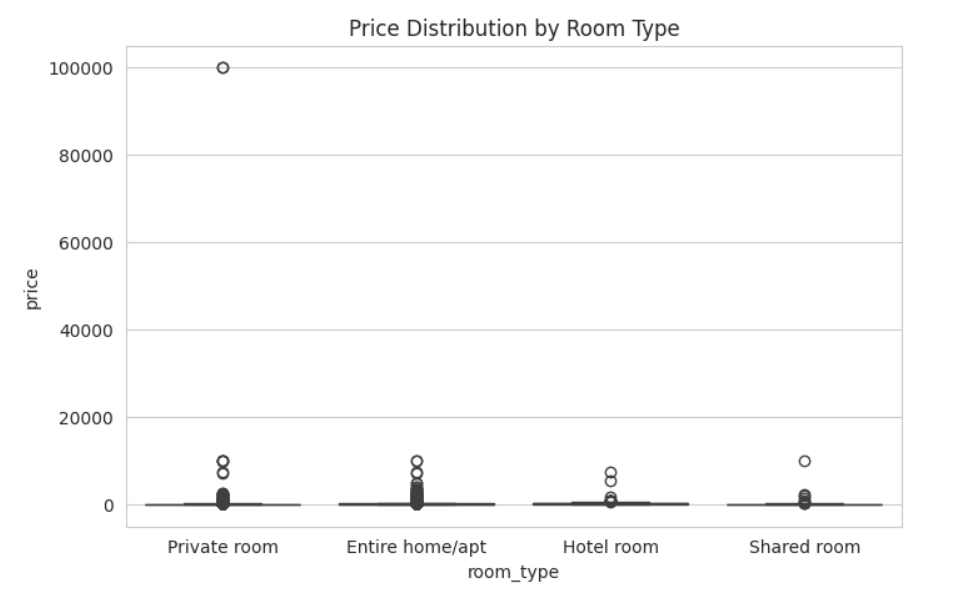 Price Distribution by Room Type
100000
80000
60000
40000
20000
0
price
Private room
Entire home/apt
Hotel room
Shared room
room_type